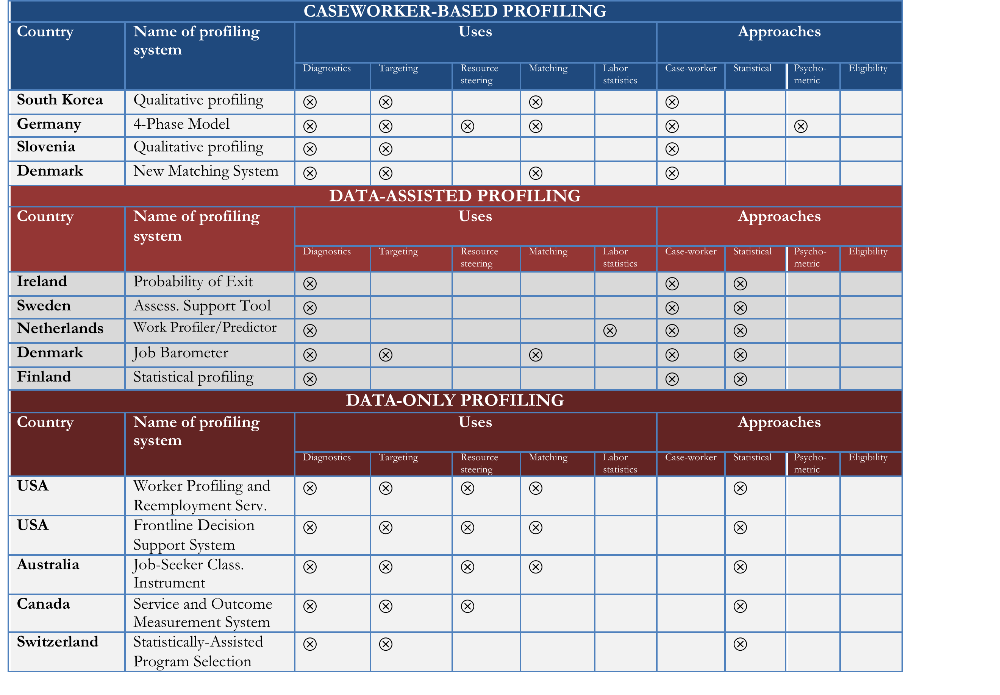 CASEWORKER-BASED PROFILING
Country Name of profiling Uses Approaches
system
Diagnostics Targeting Resource Matching Labor Case-worker Statistical Psycho- Eligibility
steering statistics metric
South Korea Qualitative profiling ⊗ ⊗ ⊗ ⊗
Germany 4-Phase Model ⊗ ⊗ ⊗ ⊗ ⊗ ⊗
Slovenia Qualitative profiling ⊗ ⊗ ⊗
Denmark New Matching System ⊗ ⊗ ⊗ ⊗
DATA-ASSISTED PROFILING
Country Name of profiling Uses Approaches
system
Diagnostics Targeting Resource Matching Labor Case-worker Statistical Psycho- Eligibility
steering statistics metric
Ireland Probability of Exit ⊗ ⊗ ⊗
Sweden Assess. Support Tool ⊗ ⊗ ⊗
Netherlands Work Profiler/Predictor ⊗ ⊗ ⊗ ⊗
Denmark Job Barometer ⊗ ⊗ ⊗ ⊗ ⊗
Finland Statistical profiling ⊗ ⊗ ⊗
DATA-ONLY PROFILING
Country Name of profiling Uses Approaches
system
Diagnostics Targeting Resource Matching Labor Case-worker Statistical Psycho- Eligibility
steering statistics metric
USA Worker Profiling and ⊗ ⊗ ⊗ ⊗ ⊗
Reemployment Serv.
USA Frontline Decision ⊗ ⊗ ⊗ ⊗ ⊗
Support System
Australia Job-Seeker Class. ⊗ ⊗ ⊗ ⊗ ⊗
Instrument
Canada Service and Outcome ⊗ ⊗ ⊗ ⊗
Measurement System
Switzerland Statistically-Assisted ⊗ ⊗ ⊗
Program Selection